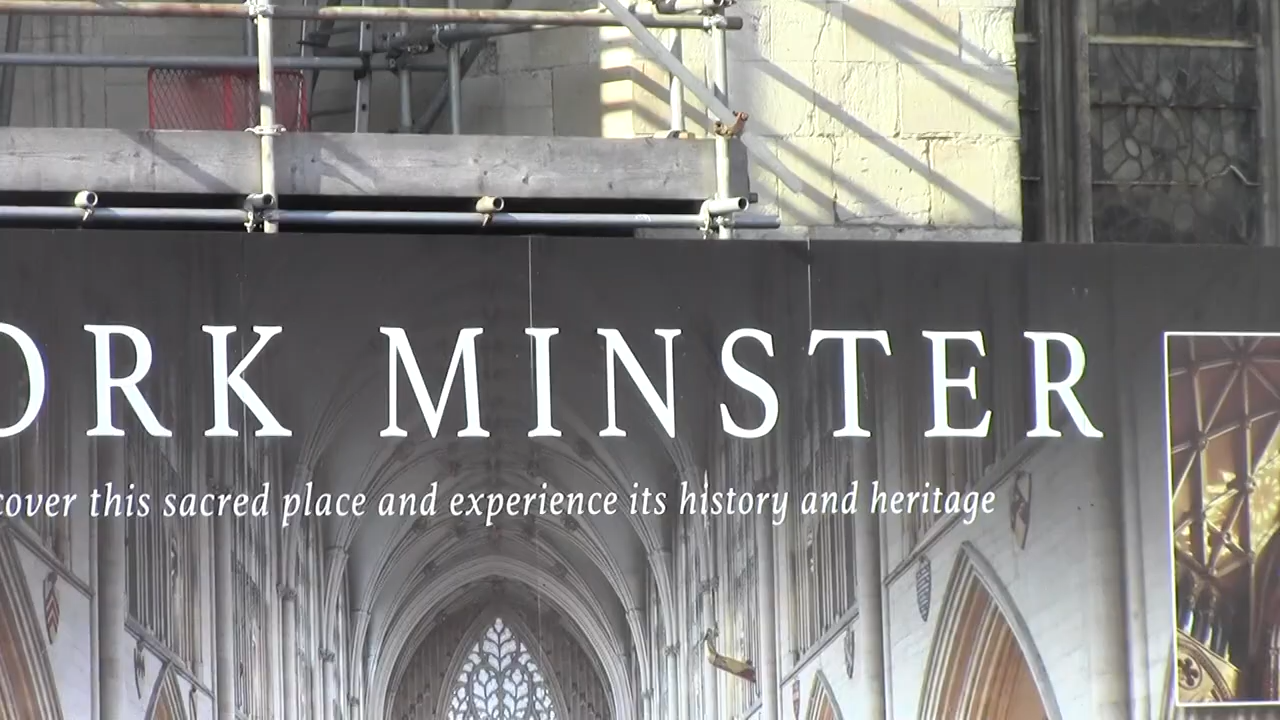 ORK MINSTER
cover this sacred place and experience its history and heritage